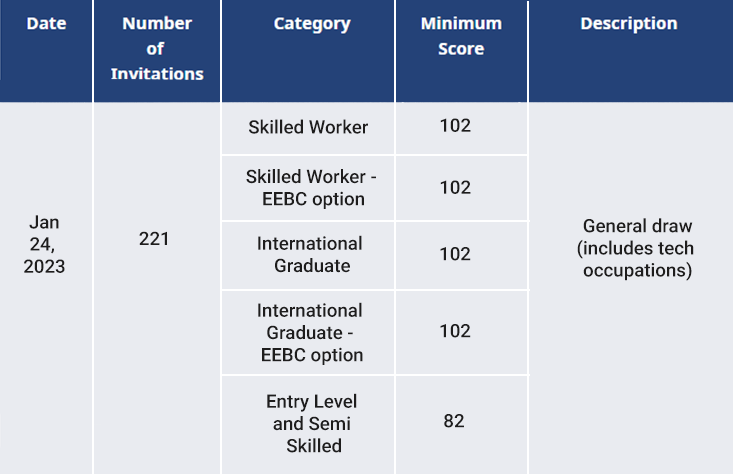 Date
Number
of
Invitations
Category
Minimum
Score
Description
Jan
24,
2023
221
Skilled Worker
102
Skilled Worker -
EEBC option
102
International
Graduate
102
International
Graduate -
EEBC option
102
Entry Level
and Semi
Skilled
82
General draw
(includes tech
occupations)